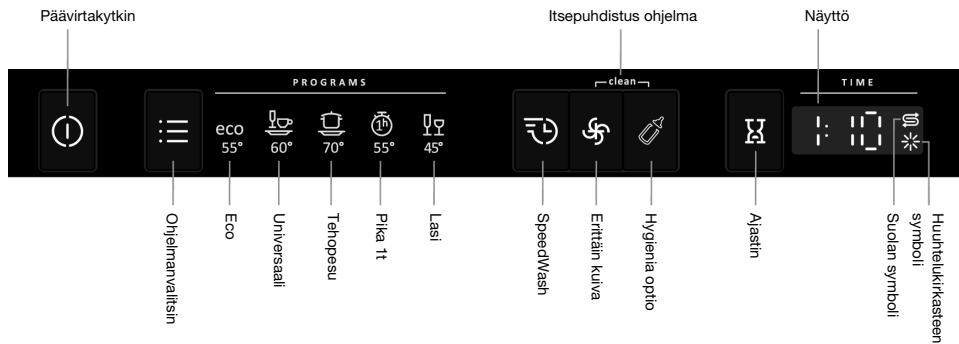 Päävirtakytkin
Itsepuhdistus ohjelma
Näyttö
PROGRAMS
clean
TIME
eco
1h
55°
60°
70°
55°
45°
1:10
Ohjelmanvalitsin
Eco
Universaali
Tehopesu
Pika 1t
Lasi
SpeedWash
Erittäin kuiva
Hygienia optio
Ajastin
Suolan symboli
Huuhtelukirkasteen
symboli